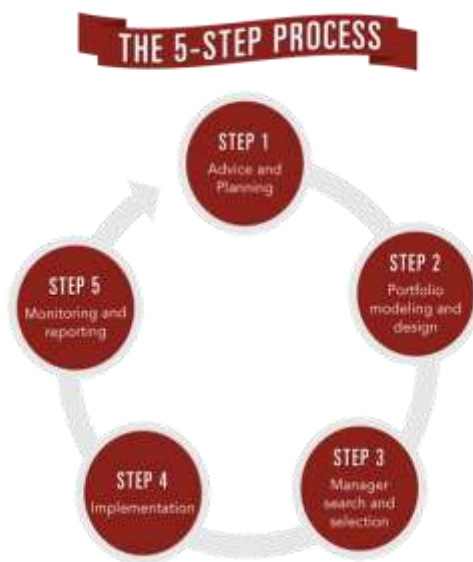 THE 5-STEP PROCESS
STEP 1
Advice and
Planning
STEP 2
Portfolio
modeling and
design
STEP 3
Manager
search and
selection
STEP 4
Implementation
STEP 5
Monitoring and
reporting